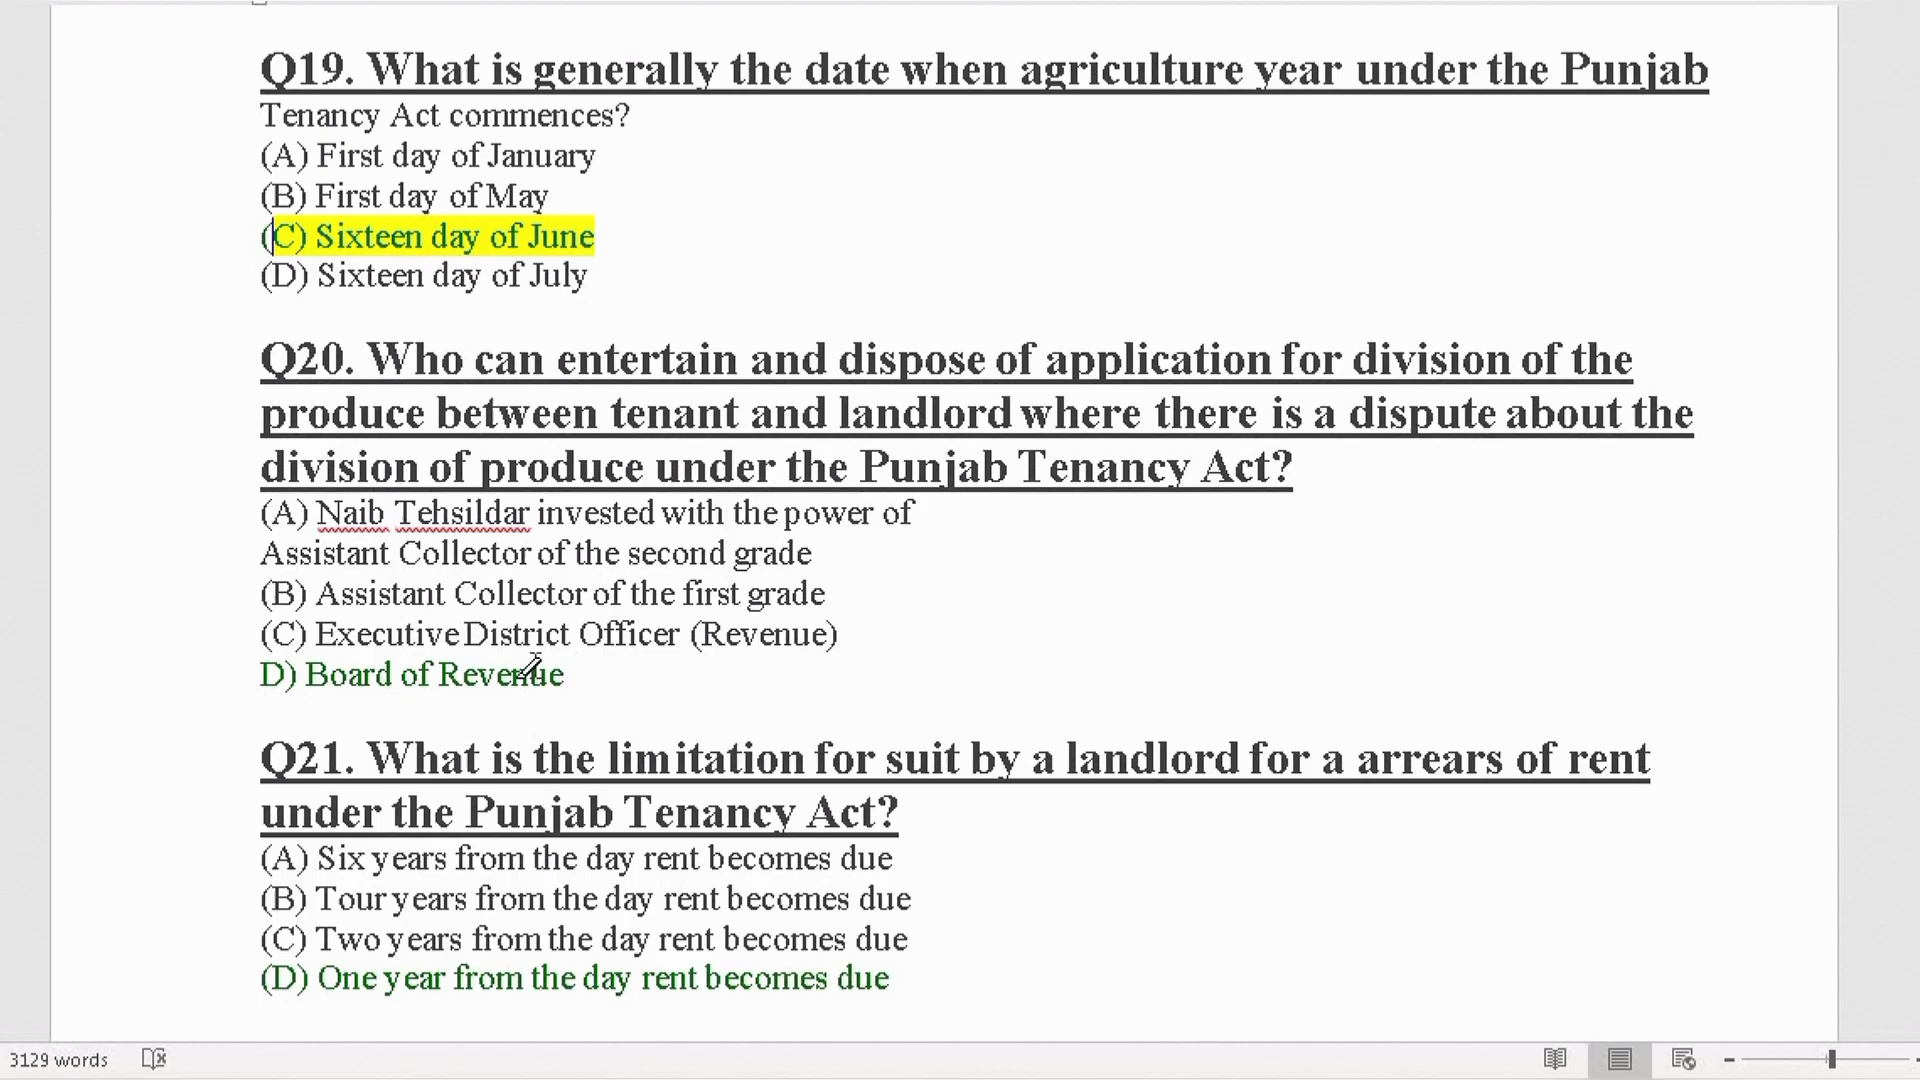 Q19. What is generally the date when agriculture year under the Punjab
Tenancy Act commences?
(A) First day of January
(B) First day of May
(C) Sixteen day of June
(D) Sixteen day of July
Q20. Who can entertain and dispose of application for division of the
produce between tenant and landlord where there is a dispute about the
division of produce under the Punjab Tenancy Act?
(A) Naib Tehsildar invested with the power of
Assistant Collector of the second grade
(B) Assistant Collector of the first grade
(C) Executive District Officer (Revenue)
D) Board of Revenue
Q21. What is the limitation for suit by a landlord for a arrears of rent
under the Punjab Tenancy Act?
(A) Six years from the day rent becomes due
(B) Tour years from the day rent becomes due
(C) Two years from the day rent becomes due
(D) One year from the day rent becomes due
3129 words